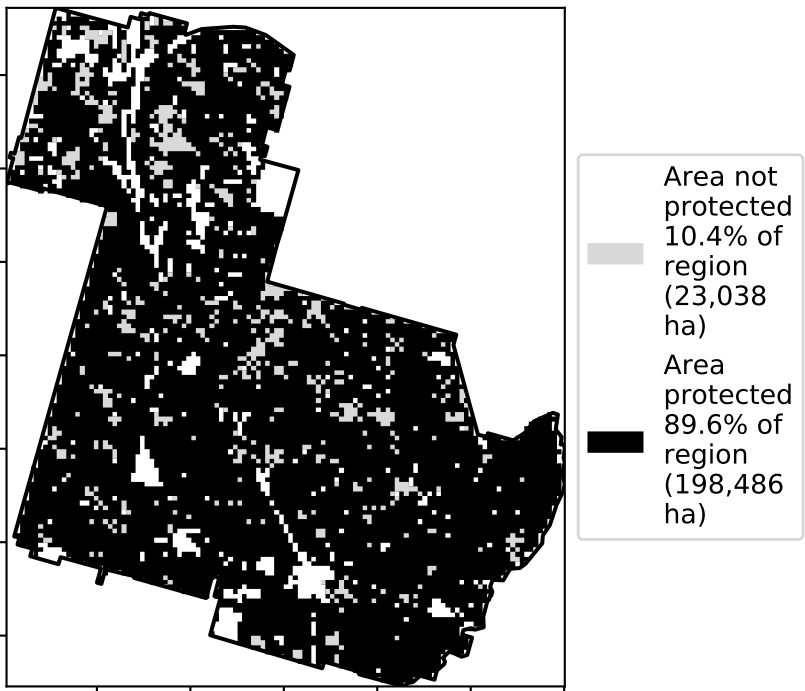 Area not
protected
10.4% of
region
(23,038
ha)
Area
protected
89.6% of
region
(198,486
ha)